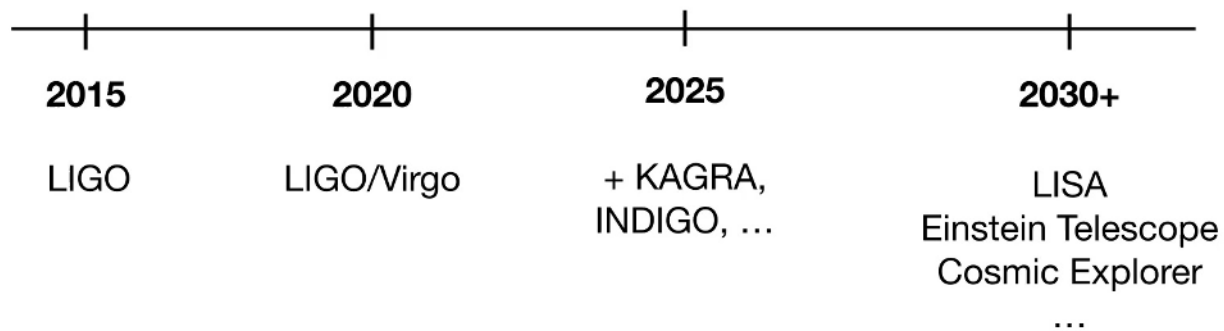 2015
2020
2025
2030+
LIGO
LIGO/Virgo
+ KAGRA,
INDIGO, …
LISA
Einstein Telescope
Cosmic Explorer
…